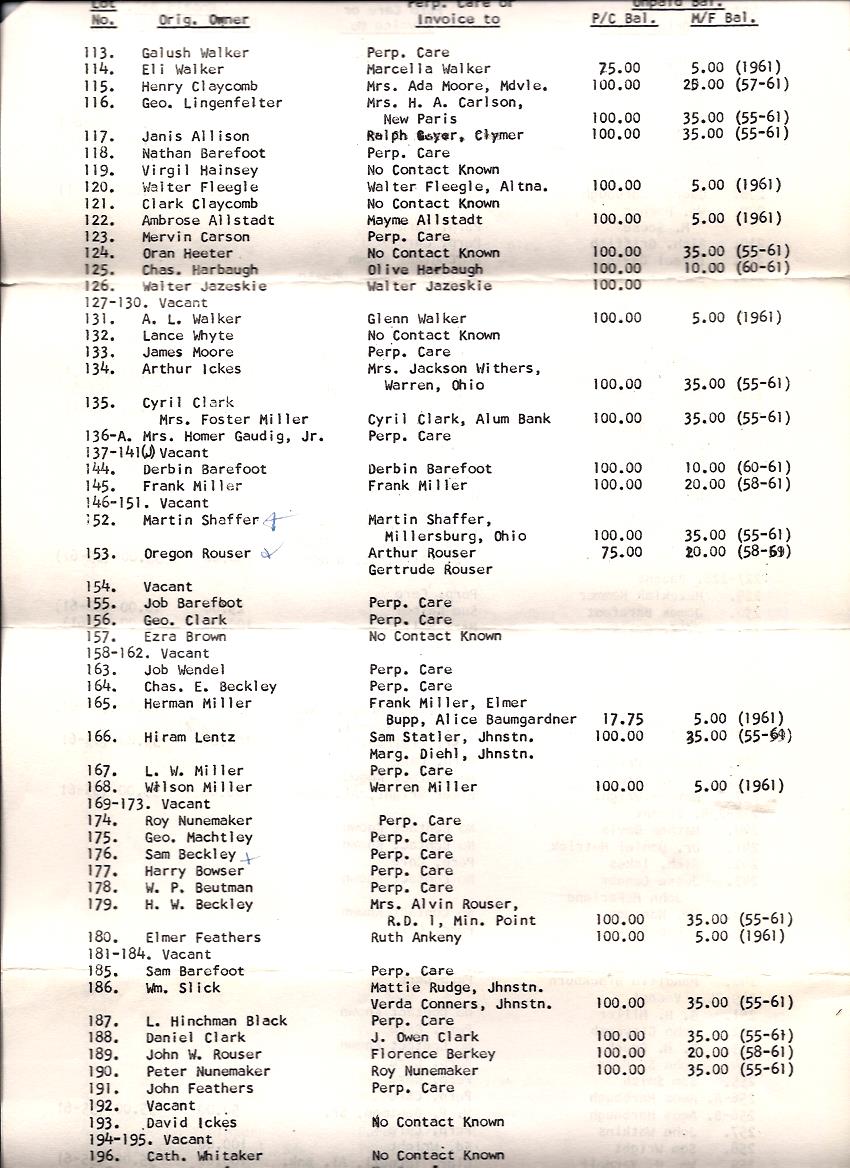 Lot Perp. Care or Unpaid Bal.
No. Orig. Owner Invoice to P/C Bal. M/F Bal.
113. Galush Walker Perp. Care
114. Eli Walker Marcella Walker 75.00 5.00 (1961)
115. Henry Claycomb Mrs. Ada Moore, Mdvle. 100.00 25.00 (57-61)
116. Geo. Lingenfelter Mrs. H. A. Carlson,
New Paris 100.00 35.00 (55-61)
117. Janis Allison Ralph Clymer 100.00 35.00 (55-61)
118. Nathan Barefoot Perp. Care
119. Virgil Hainsey No Contact Known
120. Walter Fleegle Walter Fleegle, Altna. 100.00 5.00 (1961)
121. Clark Claycomb No Contact Known
122. Ambrose Allstadt Mayme Allstadt 100.00 5.00 (1961)
123. Mervin Carson Perp. Care
124. Oran Heeter No Contact Known 100.00 35.00 (55-61)
125. Chas. Harbaugh Olive Harbaugh 100.00 10.00 (60-61)
126. Walter Jazeskie Walter Jazeskie 100.00
127-130. Vacant
131. A. L. Walker Glenn Walker 100.00 5.00 (1961)
132. Lance Whyte No Contact Known
133. James Moore Perp. Care
134. Arthur Ickes Mrs. Jackson Withers,
Warren, Ohio 100.00 35.00 (55-61)
135. Cyril Clark
Mrs. Foster Miller Cyril Clark, Alum Bank 100.00 35.00 (55-61)
136-A. Mrs. Homer Gaudig, Jr. Perp. Care
137-141 Vacant
144. Derbin Barefoot Derbin Barefoot 100.00 10.00 (60-61)
145. Frank Miller Frank Miller 100.00 20.00 (58-61)
146-151. Vacant
152. Martin Shaffer Martin Shaffer,
Millersburg, Ohio 100.00 35.00 (55-61)
153. Oregon Rouser Arthur Rouser 75.00 20.00 (58-61)
Gertrude Rouser
154. Vacant
155. Job Barefoot Perp. Care
156. Geo. Clark Perp. Care
157. Ezra Brown No Contact Known
158-162. Vacant
163. Job Wendel Perp. Care
164. Chas. E. Beckley Perp. Care
165. Herman Miller Frank Miller, Elmer
Bupp, Alice Baumgardner 17.75 5.00 (1961)
166. Hiram Lentz Sam Statler, Jhnstn. 100.00 35.00 (55-61)
Marg. Diehl, Jhnstn.
167. L. W. Miller Perp. Care
168. Wilson Miller Warren Miller 100.00 5.00 (1961)
169-173. Vacant
174. Roy Nunemaker Perp. Care
175. Geo. Machtley Perp. Care
176. Sam Beckley Perp. Care
177. Harry Bowser Perp. Care
178. W. P. Beutman Perp. Care
179. H. W. Beckley Mrs. Alvin Rouser,
R.D. 1, Min. Point 100.00 35.00 (55-61)
180. Elmer Feathers Ruth Ankeny 100.00 5.00 (1961)
181-184. Vacant
185. Sam Barefoot Perp. Care
186. Wm. Slick Mattie Rudge, Jhnstn.
Verda Conners, Jhnstn. 100.00 35.00 (55-61)
187. L. Hinchman Black Perp. Care
188. Daniel Clark J. Owen Clark 100.00 35.00 (55-61)
189. John W. Rouser Florence Berkey 100.00 20.00 (58-61)
190. Peter Nunemaker Roy Nunemaker 100.00 35.00 (55-61)
191. John Feathers Perp. Care
192. Vacant
193. David Ickes No Contact Known
194-195. Vacant
196. Cath. Whitaker No Contact Known